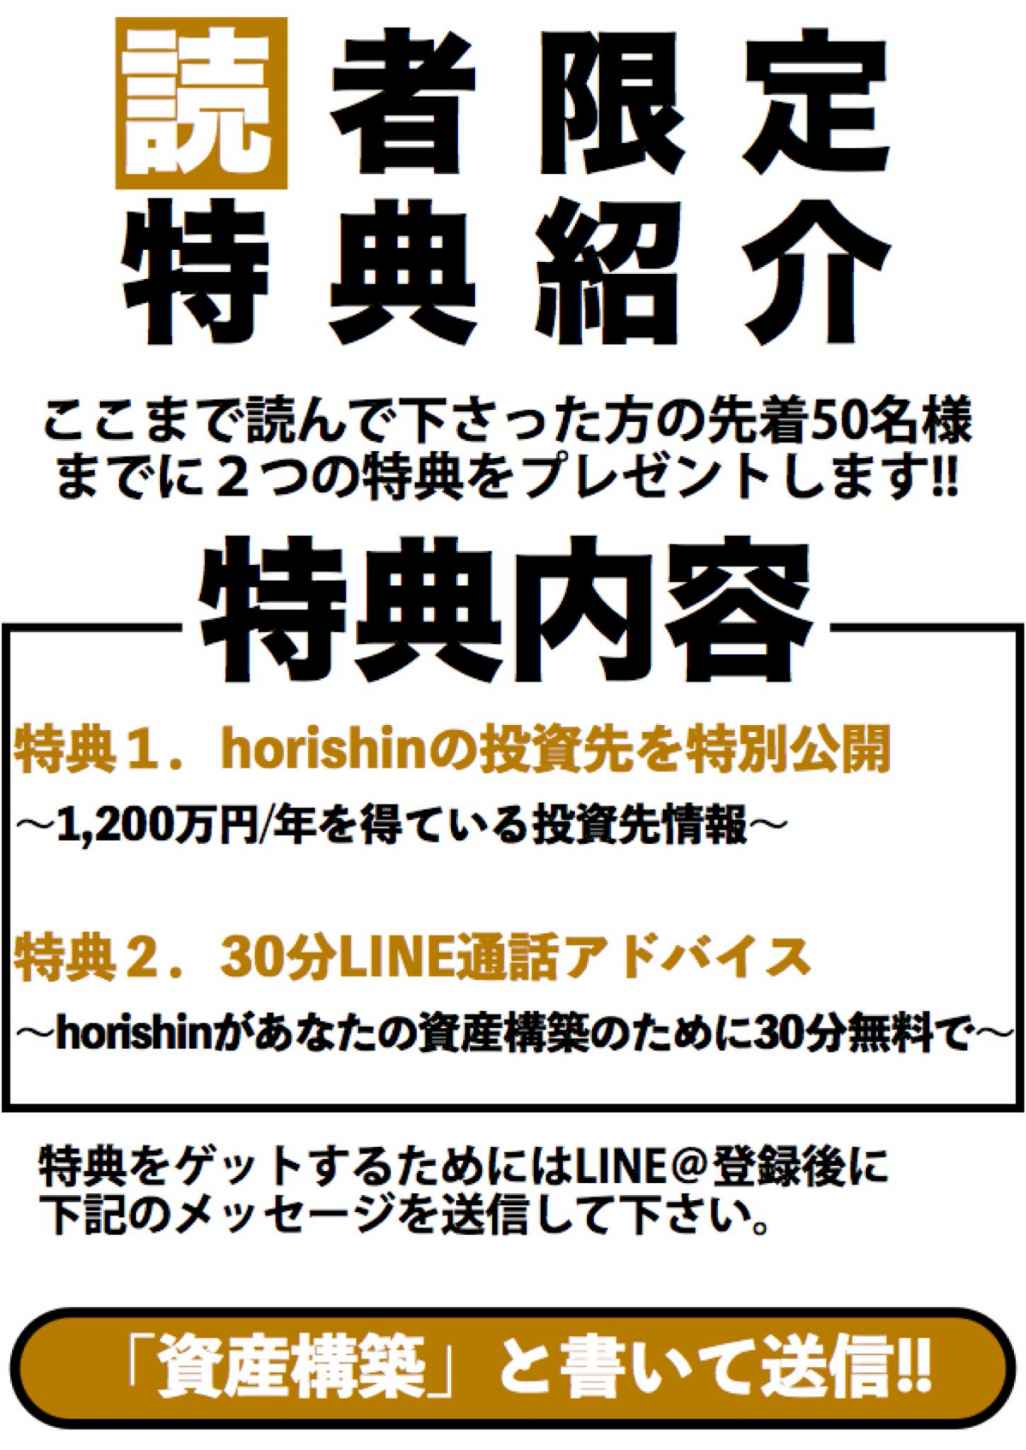 読者限定
特典紹介
ここまで読んで下さった方の先着50名様
までに２つの特典をプレゼントします!!
特典内容
特典１．horishinの投資先を特別公開
〜1,200万円/年を得ている投資先情報〜
特典２．30分LINE通話アドバイス
〜horishinがあなたの資産構築のために30分無料で〜
特典をゲットするためにはLINE＠登録後に
下記のメッセージを送信して下さい。
「資産構築」と書いて送信!!